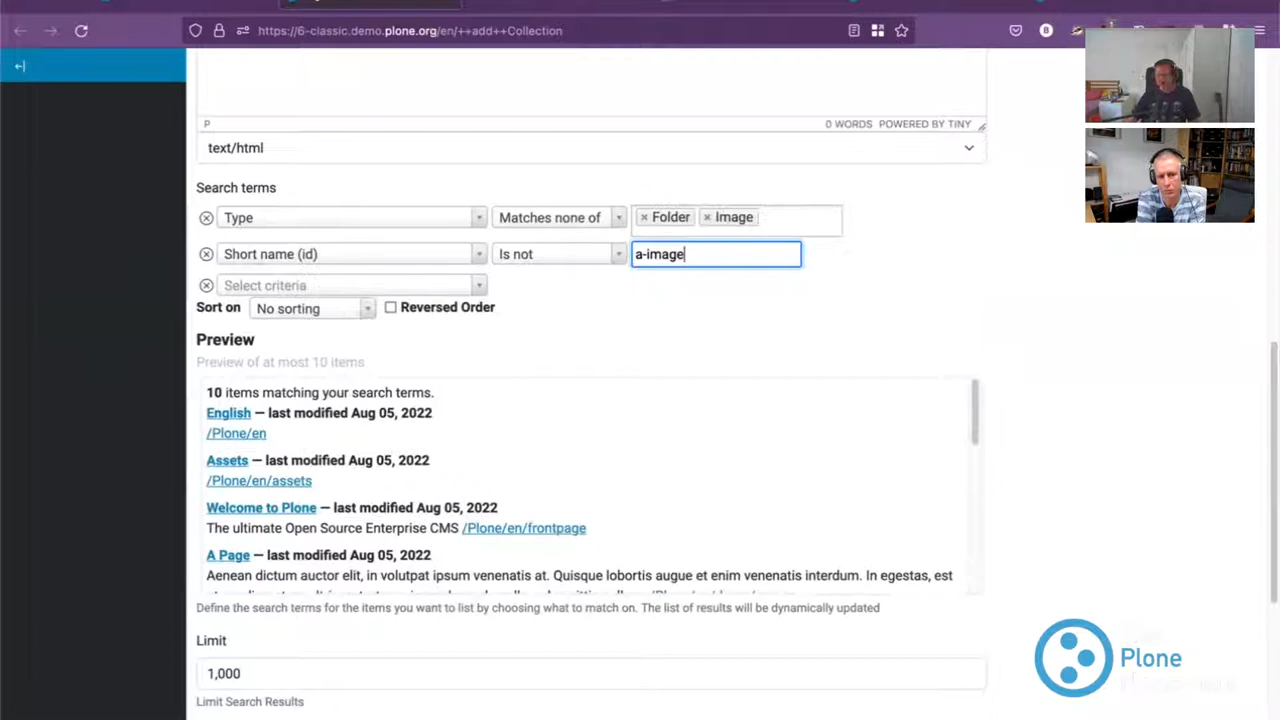 https://6-classic.demo.plone.org/en/++add++Collection
P
0 WORDS POWERED BY TINY
text/html
Search terms
Type Matches none of × Folder × Image
Short name (id) Is not a-image
Select criteria
Sort on No sorting Reversed Order
Preview
Preview of at most 10 items
10 items matching your search terms.
English — last modified Aug 05, 2022
/Plone/en
Assets — last modified Aug 05, 2022
/Plone/en/assets
Welcome to Plone — last modified Aug 05, 2022
The ultimate Open Source Enterprise CMS /Plone/en/frontpage
A Page — last modified Aug 05, 2022
Aenean dictum auctor elit, in volutpat ipsum venenatis at. Quisque lobortis augue et enim venenatis interdum. In egestas, est
Define the search terms for the items you want to list by choosing what to match on. The list of results will be dynamically updated
Limit
1,000
Limit Search Results
Plone